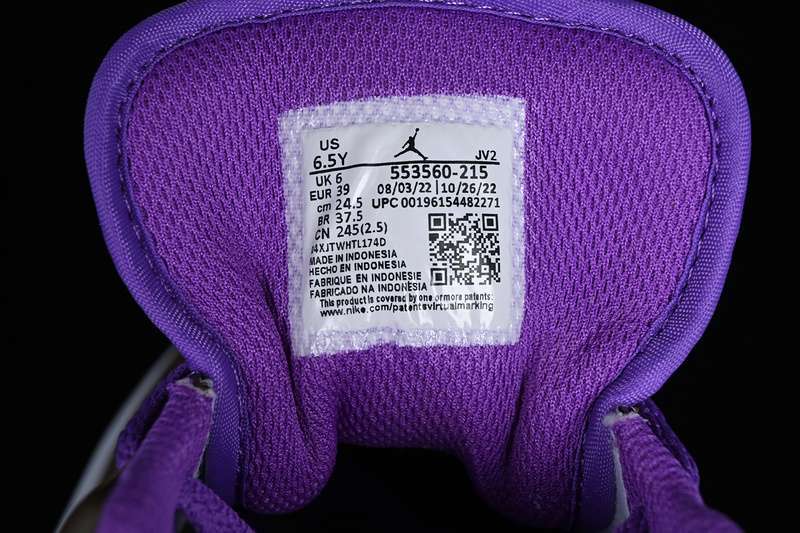 US
6.5Y
JV2
UK 6
553560-215
EUR 39
08/03/22 | 10/26/22
cm 24.5
UPC 00196154482271
BR 37.5
CN 245(2.5)
4XJTWHTL174D
MADE IN INDONESIA
HECHO EN INDONESIA
FABRIQUE EN INDONESIE
FABRICADO NA INDONESIA
This product is covered by one or more patents:
www.nike.com/patentsvirtualmarking